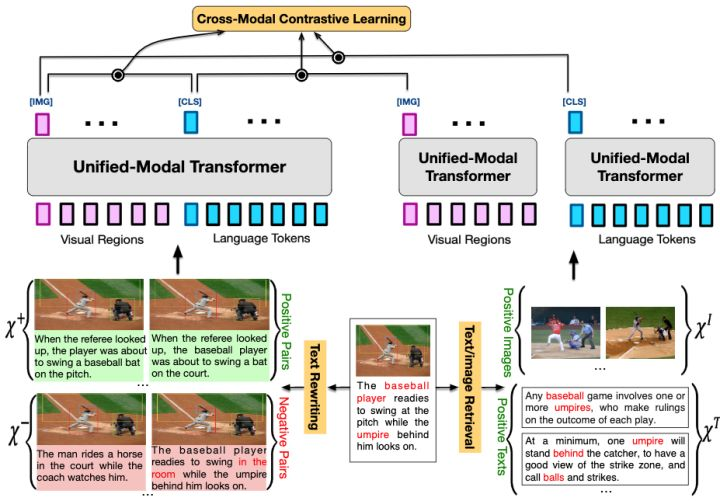 Cross-Modal Contrastive Learning
[IMG]
[CLS]
[IMG]
[CLS]
Unified-Modal Transformer
Unified-Modal
Transformer
Unified-Modal
Transformer
Visual Regions
Language Tokens
Visual Regions
Language Tokens
χ+
When the referee looked
up, the player was about
to swing a baseball bat
on the pitch.
When the referee looked
up, the baseball player
was about to swing a bat
on the court.
...
Positive Pairs
χ-
The man rides a horse
in the court while the
coach watches him.
The baseball player
readies to swing in the
room while the umpire
behind him looks on.
...
Negative Pairs
Text Rewriting
The baseball
player readies
to swing at the
pitch while the
umpire behind
him looks on.
Text/image Retrieval
Positive Images
...
χI
Positive Texts
Any baseball game involves one or
more umpires, who make rulings
on the outcome of each play.
At a minimum, one umpire will
stand behind the catcher, to have a
good view of the strike zone, and
call balls and strikes.
...
χT